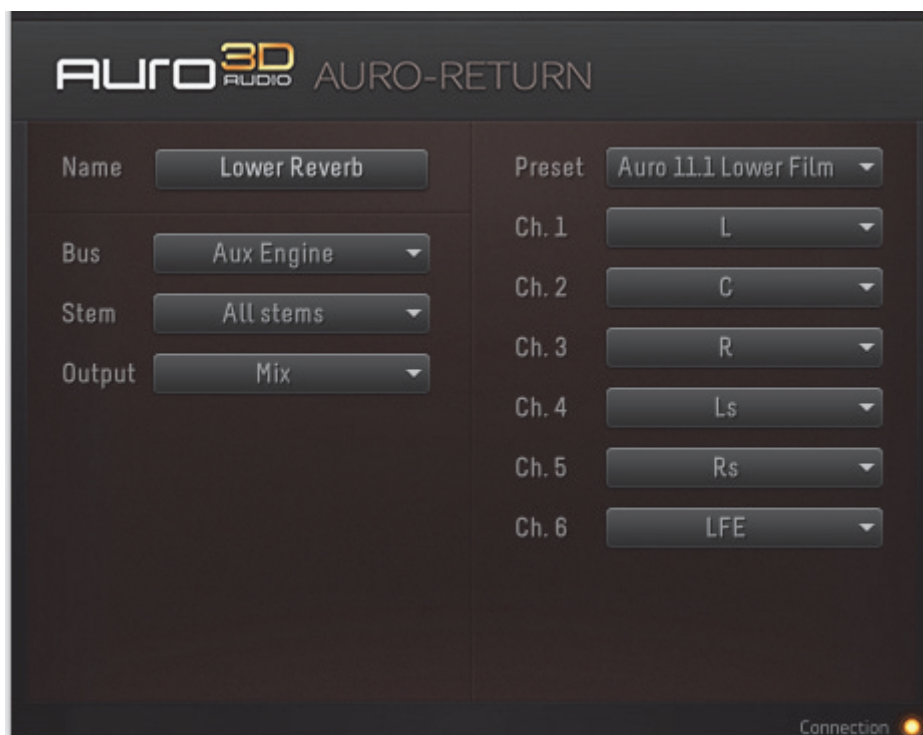 AURO 3D AUDIO AURO-RETURN
Name Lower Reverb
Bus Aux Engine
Stem All stems
Output Mix
Preset Auro 11.1 Lower Film
Ch. 1 L
Ch. 2 C
Ch. 3 R
Ch. 4 Ls
Ch. 5 Rs
Ch. 6 LFE
Connection